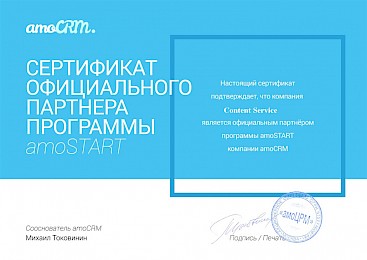 amoCRM.
СЕРТИФИКАТ
ОФИЦИАЛЬНОГО
ПАРТНЕРА
ПРОГРАММЫ
amoSTART
Настоящий сертификат
подтверждает, что компания
Content Service
является официальным партнёром
программы amoSTART
компании amoCRM
Сооснователь amoCRM
Михаил Токовинин
Подпись / Печать
«амоЦРМ»